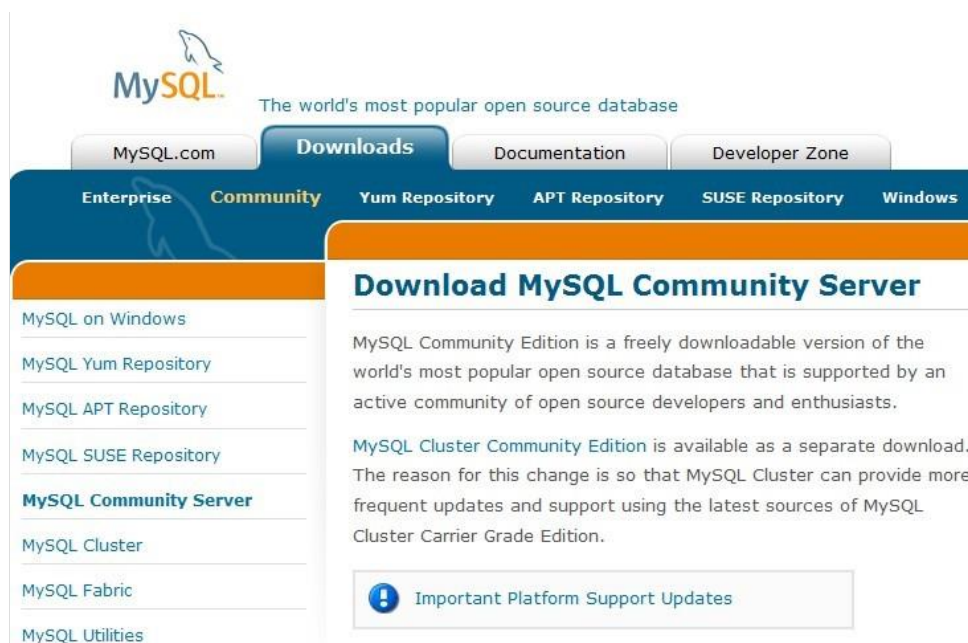 MySQL™
The world's most popular open source database
MySQL.com
Downloads
Documentation
Developer Zone
Enterprise
Community
Yum Repository
APT Repository
SUSE Repository
Windows
MySQL on Windows
MySQL Yum Repository
MySQL APT Repository
MySQL SUSE Repository
MySQL Community Server
MySQL Cluster
MySQL Fabric
MySQL Utilities
Download MySQL Community Server
MySQL Community Edition is a freely downloadable version of the
world's most popular open source database that is supported by an
active community of open source developers and enthusiasts.
MySQL Cluster Community Edition is available as a separate download.
The reason for this change is so that MySQL Cluster can provide more
frequent updates and support using the latest sources of MySQL
Cluster Carrier Grade Edition.
Important Platform Support Updates